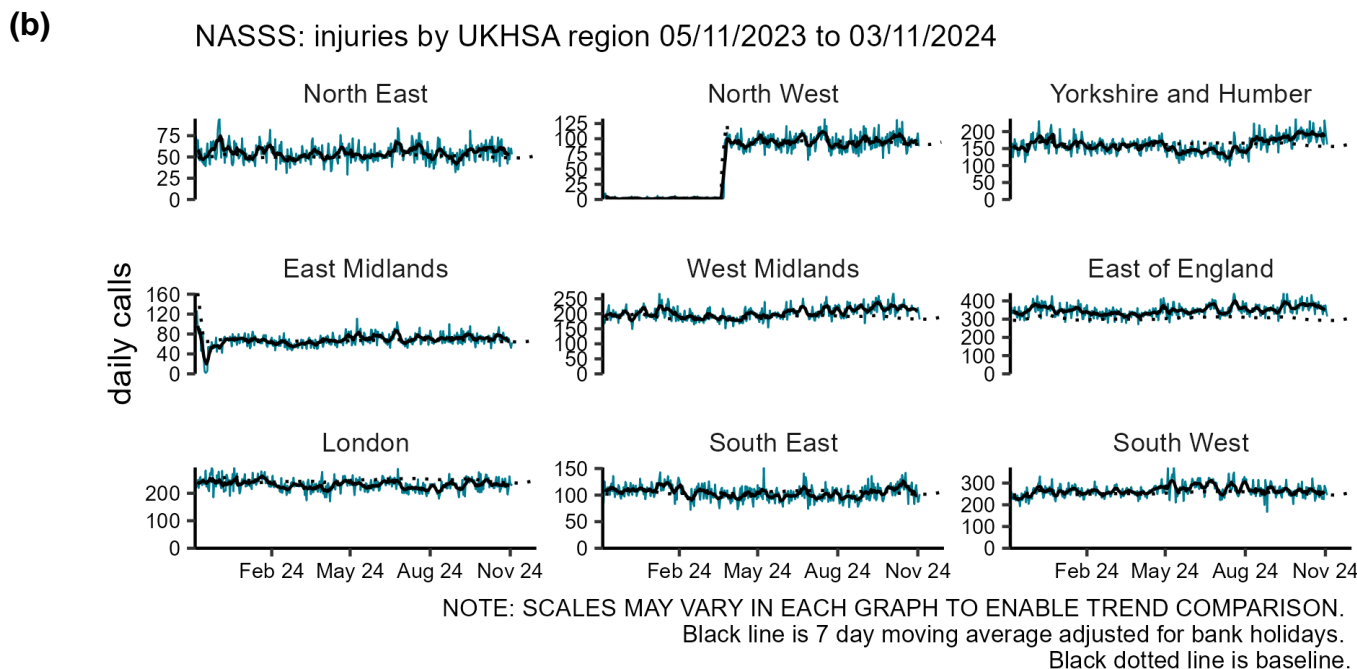 (b)
NASSS: injuries by UKHSA region 05/11/2023 to 03/11/2024
North East
75
50
25
0
North West
125
100
75
50
25
0
Yorkshire and Humber
200
150
100
50
0
daily calls
East Midlands
160
120
80
40
0
West Midlands
250
200
150
100
50
0
East of England
400
300
200
100
0
London
200
100
0
Feb 24 May 24 Aug 24 Nov 24
South East
150
100
50
0
Feb 24 May 24 Aug 24 Nov 24
South West
300
200
100
0
Feb 24 May 24 Aug 24 Nov 24
NOTE: SCALES MAY VARY IN EACH GRAPH TO ENABLE TREND COMPARISON.
Black line is 7 day moving average adjusted for bank holidays.
Black dotted line is baseline.